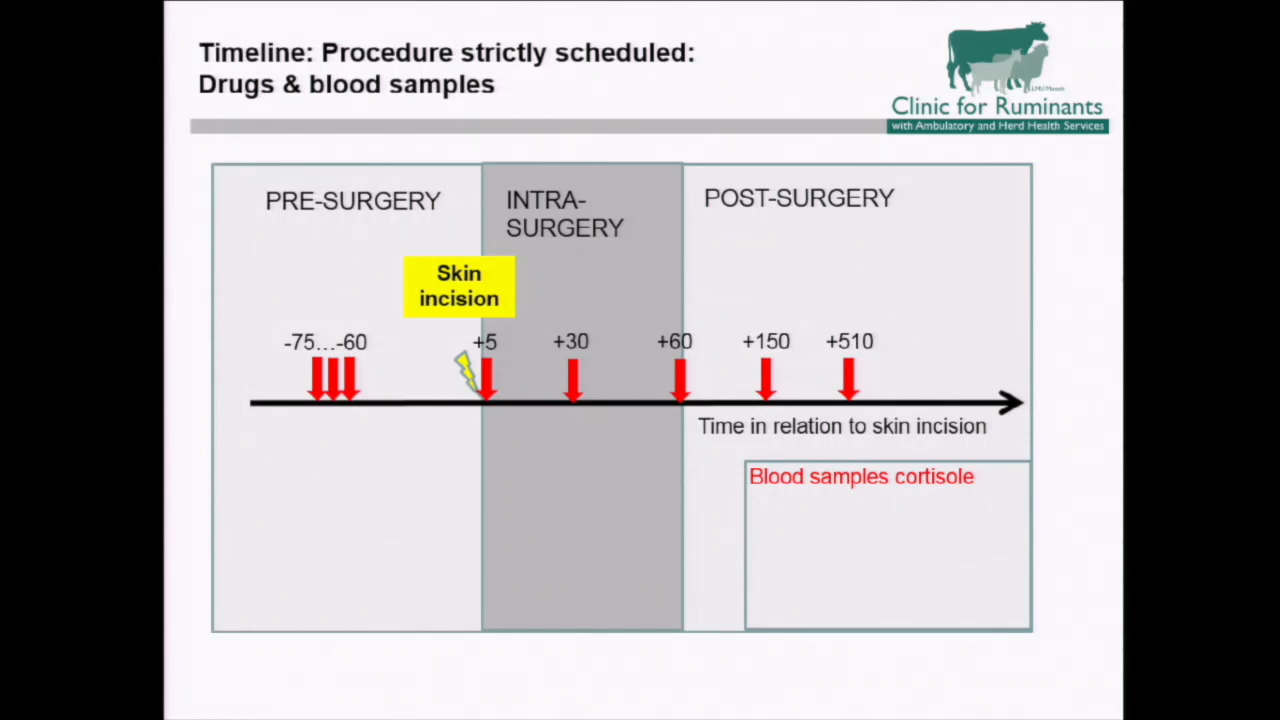 Timeline: Procedure strictly scheduled:
Drugs & blood samples
LMU Munich
Clinic for Ruminants
with Ambulatory and Herd Health Services
PRE-SURGERY
INTRA-
SURGERY
POST-SURGERY
Skin
incision
-75...-60
+5
+30
+60
+150
+510
Time in relation to skin incision
Blood samples cortisole